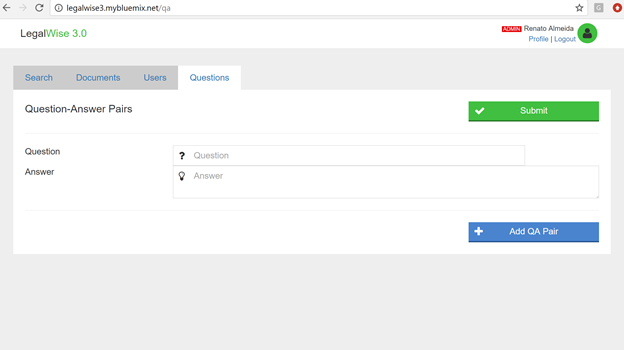 legalwise3.mybluemix.net/qa
LegalWise 3.0
ADMIN Renato Almeida
Profile | Logout
Search Documents Users Questions
Question-Answer Pairs
Submit
Question
? Question
Answer
Answer
+ Add QA Pair